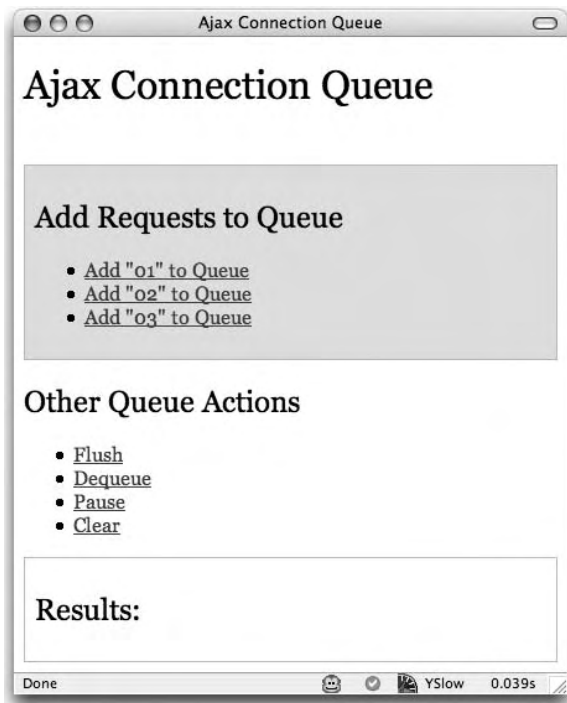 Ajax Connection Queue
Ajax Connection Queue
Add Requests to Queue
Add "01" to Queue
Add "02" to Queue
Add "03" to Queue
Other Queue Actions
Flush
Dequeue
Pause
Clear
Results:
Done YSlow 0.039s